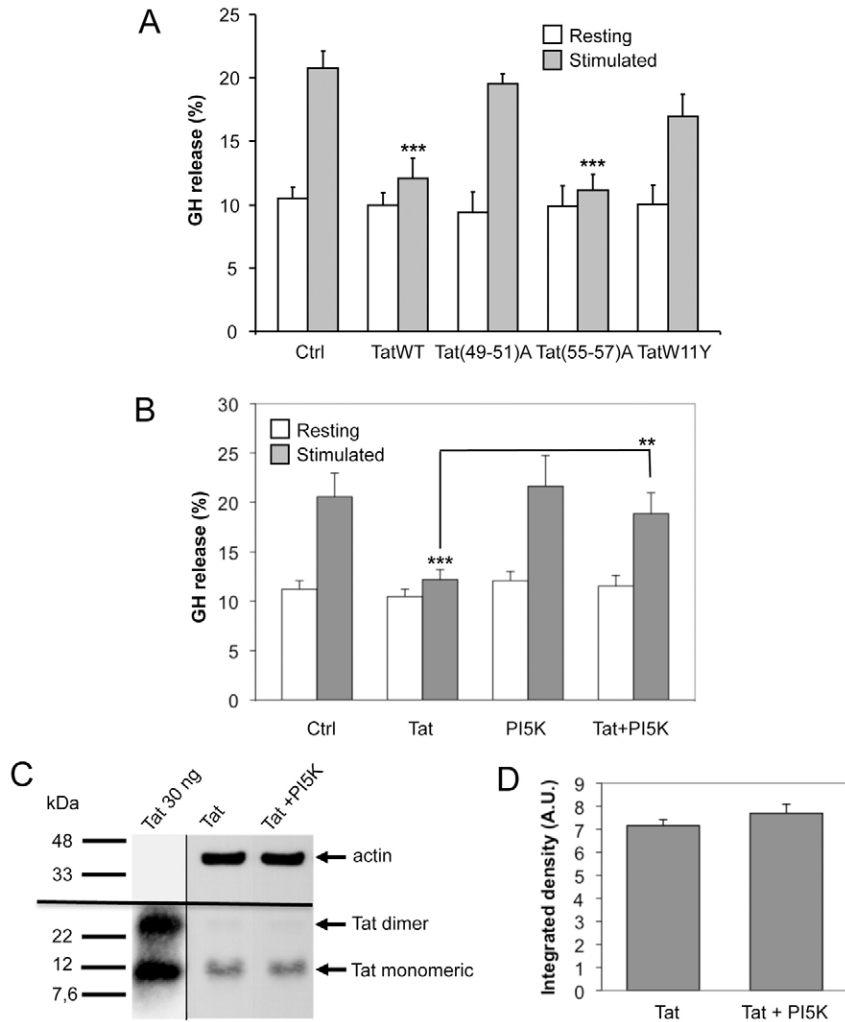 A
GH release (%)
25
20
15
10
5
0
Resting
Stimulated
***
***
Ctrl TatWT Tat(49-51)A Tat(55-57)A TatW11Y
B
GH release (%)
30
25
20
15
10
5
0
Resting
Stimulated
***
**
Ctrl Tat PI5K Tat+PI5K
C
kDa
Tat 30 ng
Tat
Tat +PI5K
48
33
22
12
7,6
actin
Tat dimer
Tat monomeric
D
Integrated density (A.U.)
9
8
7
6
5
4
3
2
1
0
Tat Tat + PI5K